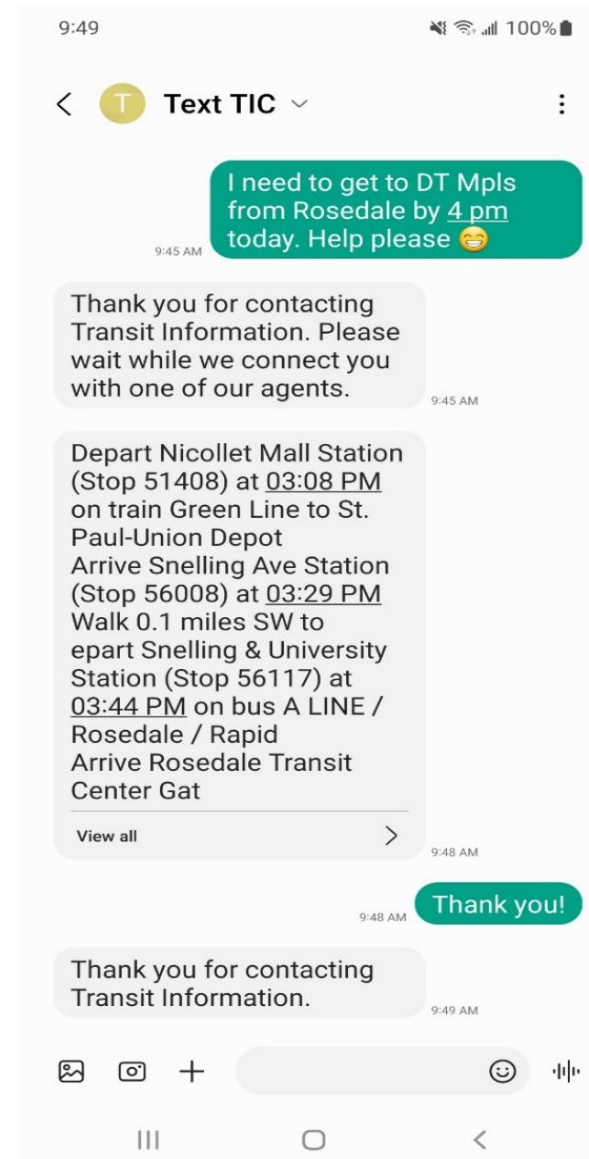 9:49
100%
T Text TIC
I need to get to DT Mpls
from Rosedale by 4 pm
today. Help please 😁
9:45 AM
Thank you for contacting
Transit Information. Please
wait while we connect you
with one of our agents.
9:45 AM
Depart Nicollet Mall Station
(Stop 51408) at 03:08 PM
on train Green Line to St.
Paul-Union Depot
Arrive Snelling Ave Station
(Stop 56008) at 03:29 PM
Walk 0.1 miles SW to
epart Snelling & University
Station (Stop 56117) at
03:44 PM on bus A LINE /
Rosedale / Rapid
Arrive Rosedale Transit
Center Gat
View all
9:48 AM
Thank you!
9:48 AM
Thank you for contacting
Transit Information.
9:49 AM